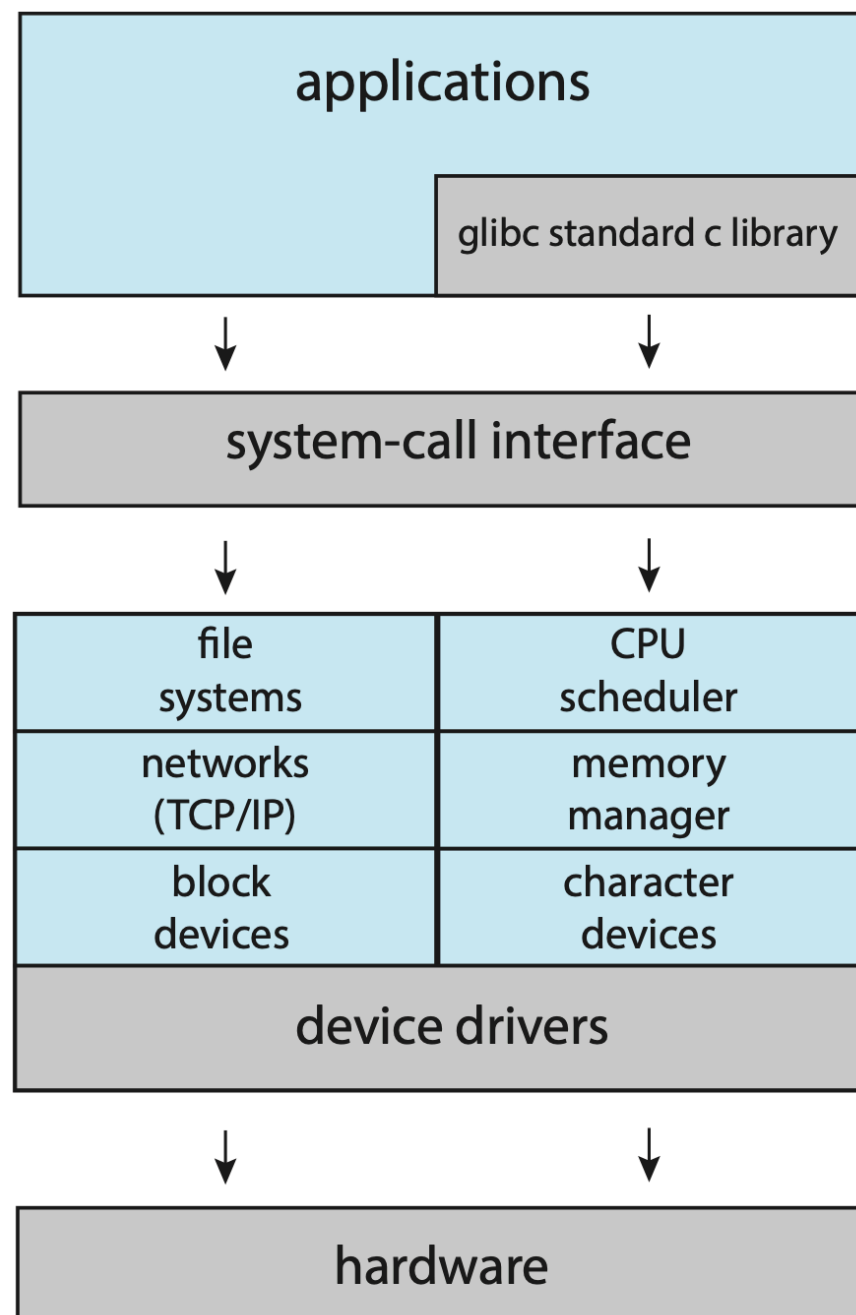 applications
glibc standard c library
system-call interface
file
systems
CPU
scheduler
networks
(TCP/IP)
memory
manager
block
devices
character
devices
device drivers
hardware